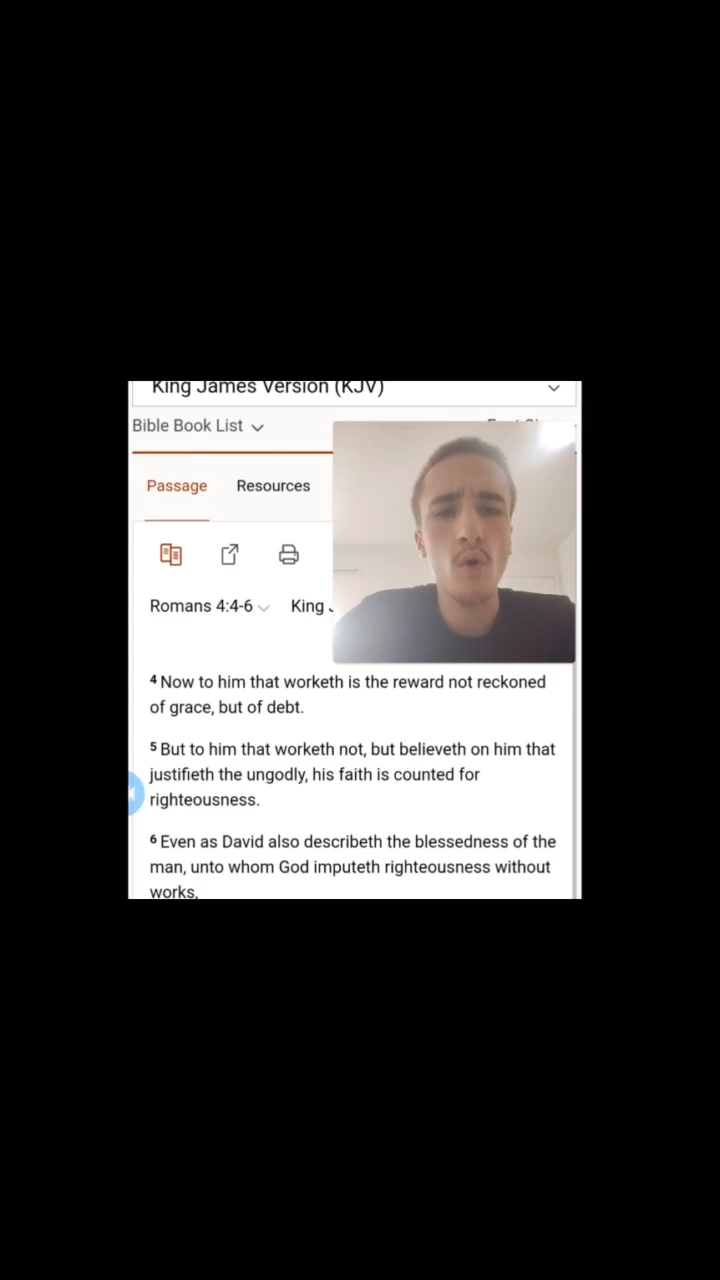 King James Version (KJV)
Bible Book List
Passage Resources
Romans 4:4-6 King
4 Now to him that worketh is the reward not reckoned
of grace, but of debt.
5 But to him that worketh not, but believeth on him that
justifieth the ungodly, his faith is counted for
righteousness.
6 Even as David also describeth the blessedness of the
man, unto whom God imputeth righteousness without
works,